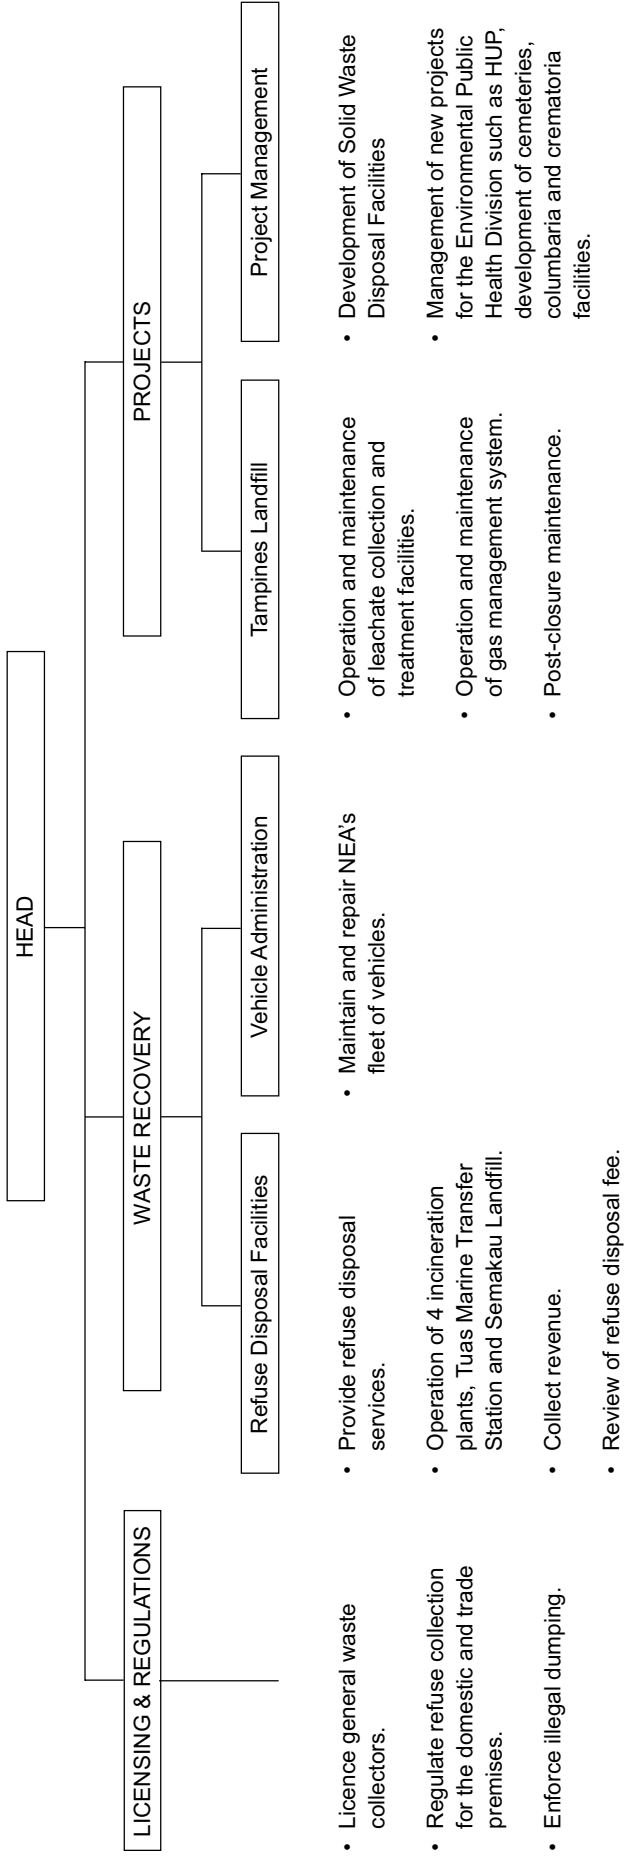 HEAD
LICENSING & REGULATIONS
WASTE RECOVERY
PROJECTS
Refuse Disposal Facilities
Vehicle Administration
Tampines Landfill
Project Management
• Licence general waste
collectors.
• Regulate refuse collection
for the domestic and trade
premises.
• Enforce illegal dumping.
• Provide refuse disposal
services.
• Operation of 4 incineration
plants, Tuas Marine Transfer
Station and Semakau Landfill.
• Collect revenue.
• Review of refuse disposal fee.
• Maintain and repair NEA's
fleet of vehicles.
• Operation and maintenance
of leachate collection and
treatment facilities.
• Operation and maintenance
of gas management system.
• Post-closure maintenance.
• Development of Solid Waste
Disposal Facilities
• Management of new projects
for the Environmental Public
Health Division such as HUP,
development of cemeteries,
columbaria and crematoria
facilities.